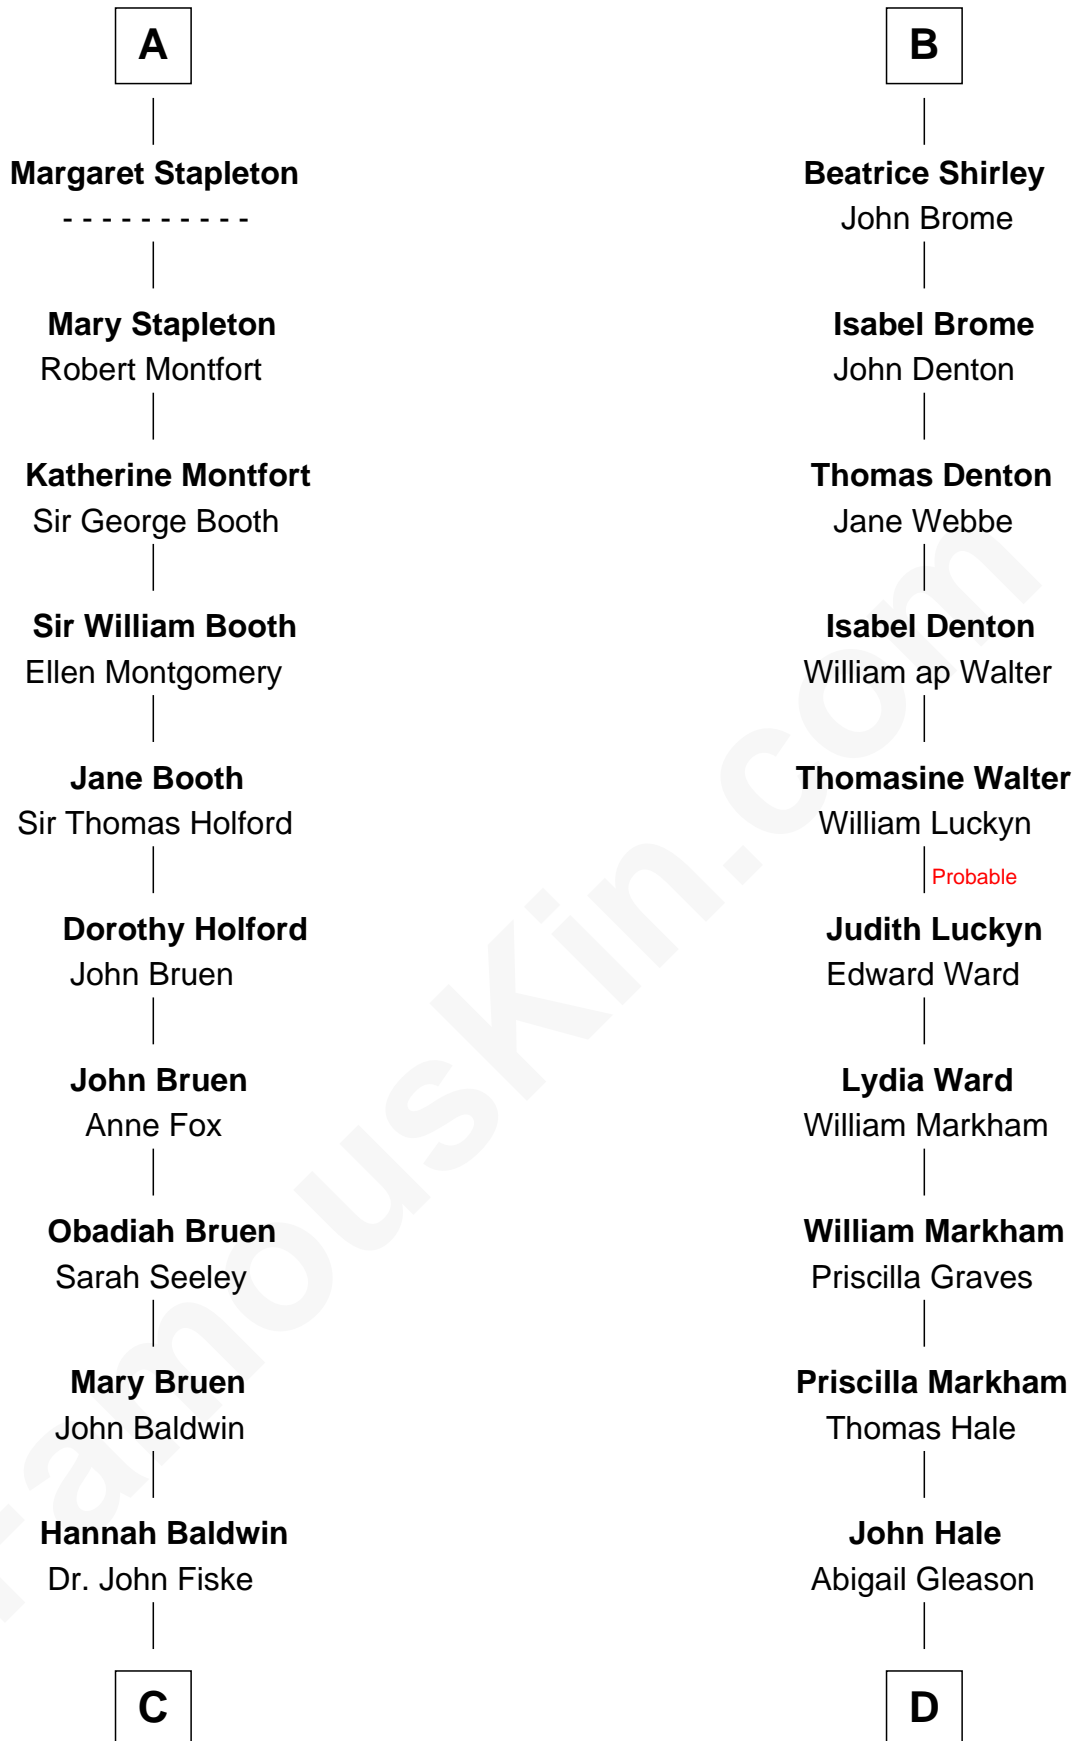 A
Margaret Stapleton
- - - - - - - - - -
Mary Stapleton
Robert Montfort
Katherine Montfort
Sir George Booth
Sir William Booth
Ellen Montgomery
Jane Booth
Sir Thomas Holford
Dorothy Holford
John Bruen
John Bruen
Anne Fox
Obadiah Bruen
Sarah Seeley
Mary Bruen
John Baldwin
Hannah Baldwin
Dr. John Fiske
C
B
Beatrice Shirley
John Brome
Isabel Brome
John Denton
Thomas Denton
Jane Webbe
Isabel Denton
William ap Walter
Thomasine Walter
William Luckyn
Probable
Judith Luckyn
Edward Ward
Lydia Ward
William Markham
William Markham
Priscilla Graves
Priscilla Markham
Thomas Hale
John Hale
Abigail Gleason
D
FamousKin.com